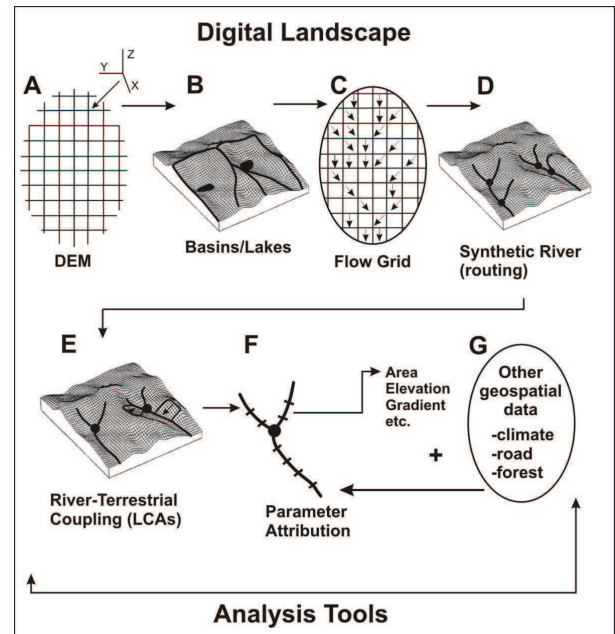 Digital Landscape
A
Y
Z
X
B
C
D
DEM
Basins/Lakes
Flow Grid
Synthetic River
(routing)
E
F
G
Area
Elevation
Gradient
etc.
+
Other
geospatial
data
-climate
-road
-forest
River-Terrestrial
Coupling (LCAs)
Parameter
Attribution
Analysis Tools